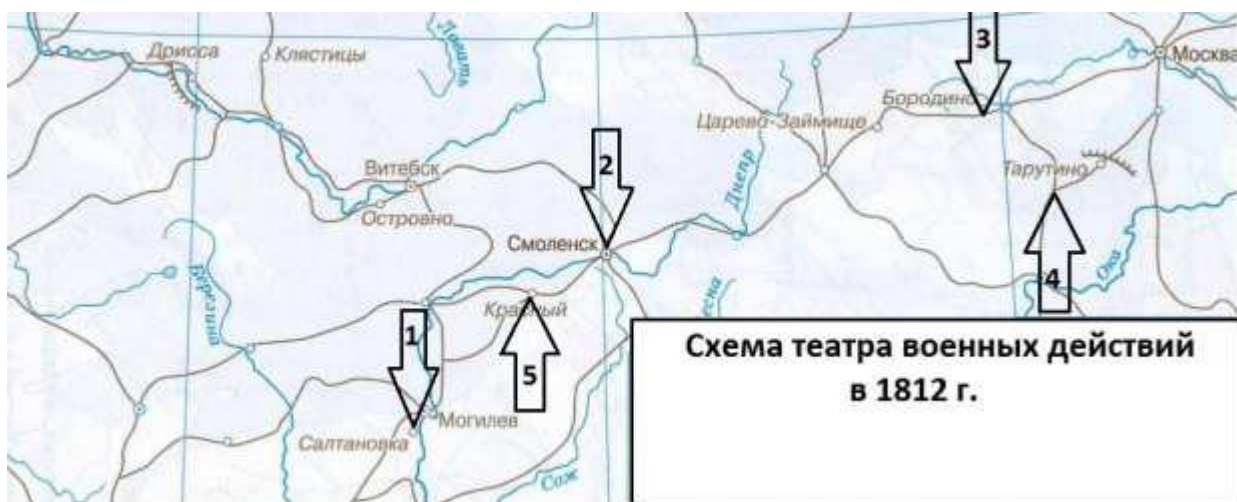 Дрисса
Клястицы
Ловать
3
Москва
Бородино
Царево-Займище
2
Витебск
Днепр
Тарутино
Островно
Смоленск
Ока
4
Березина
Красный
1
5
Схема театра военных действий
в 1812 г.
Могилев
Салтановка
Сож